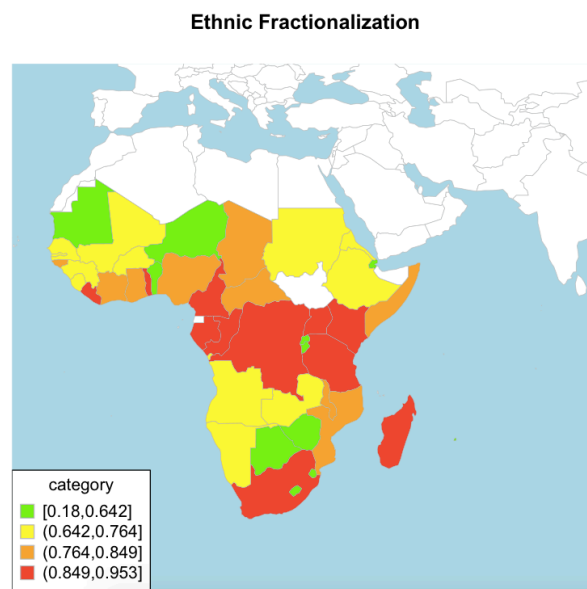 Ethnic Fractionalization
category
[0.18,0.642]
(0.642,0.764]
(0.764,0.849]
(0.849,0.953]